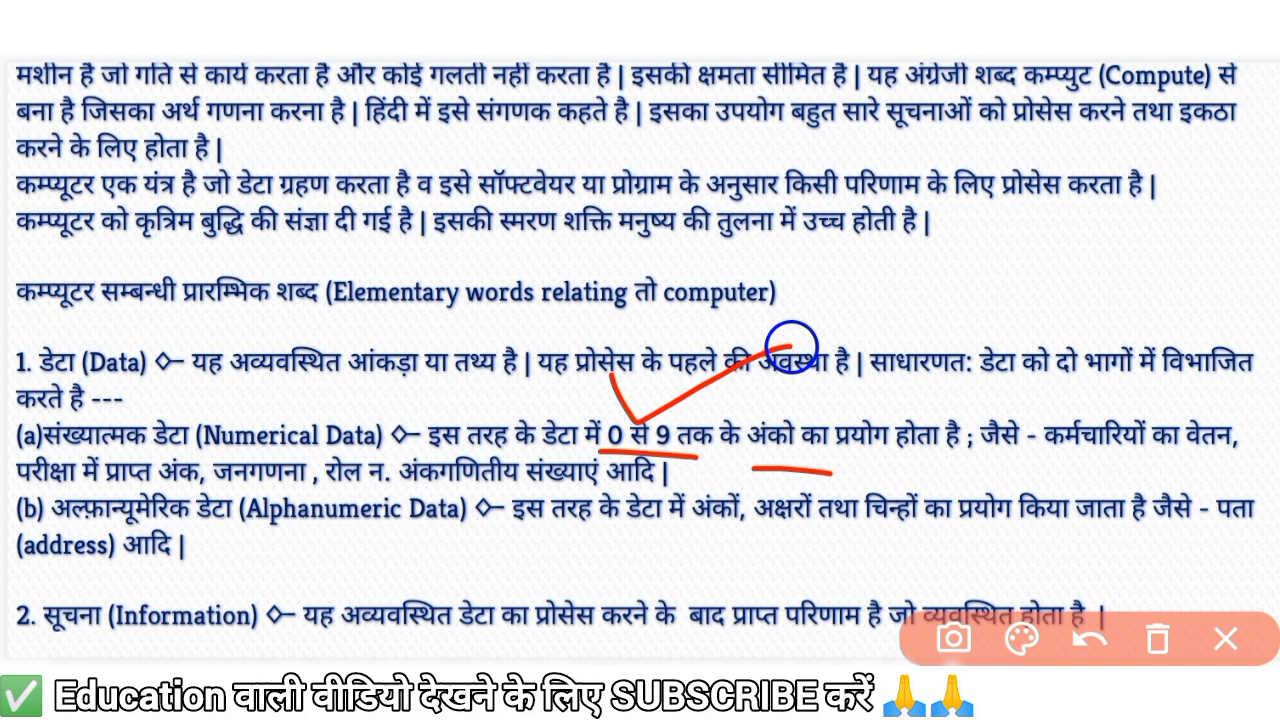 मशीन है जो गति से कार्य करता है और कोई गलती नहीं करता है | इसकी क्षमता सीमित है | यह अंग्रेजी शब्द कम्प्युट (Compute) से
बना है जिसका अर्थ गणना करना है | हिंदी में इसे संगणक कहते है | इसका उपयोग बहुत सारे सूचनाओं को प्रोसेस करने तथा इकठा
करने के लिए होता है |
कम्प्यूटर एक यंत्र है जो डेटा ग्रहण करता है व इसे सॉफ्टवेयर या प्रोग्राम के अनुसार किसी परिणाम के लिए प्रोसेस करता है |
कम्प्यूटर को कृत्रिम बुद्धि की संज्ञा दी गई है | इसकी स्मरण शक्ति मनुष्य की तुलना में उच्च होती है |
कम्प्यूटर सम्बन्धी प्रारम्भिक शब्द (Elementary words relating तो computer)
1. डेटा (Data) ◇– यह अव्यवस्थित आंकड़ा या तथ्य है | यह प्रोसेस के पहले की अवस्था है | साधारणत: डेटा को दो भागों में विभाजित
करते है ---
(a)संख्यात्मक डेटा (Numerical Data) ◇– इस तरह के डेटा में 0 से 9 तक के अंको का प्रयोग होता है ; जैसे - कर्मचारियों का वेतन,
परीक्षा में प्राप्त अंक, जनगणना , रोल न. अंकगणितीय संख्याएं आदि |
(b) अल्फ़ान्यूमेरिक डेटा (Alphanumeric Data) ◇– इस तरह के डेटा में अंकों, अक्षरों तथा चिन्हों का प्रयोग किया जाता है जैसे - पता
(address) आदि |
2. सूचना (Information) ◇– यह अव्यवस्थित डेटा का प्रोसेस करने के बाद प्राप्त परिणाम है जो व्यवस्थित होता है |
✅ Education वाली वीडियो देखने के लिए SUBSCRIBE करें 🙏🙏